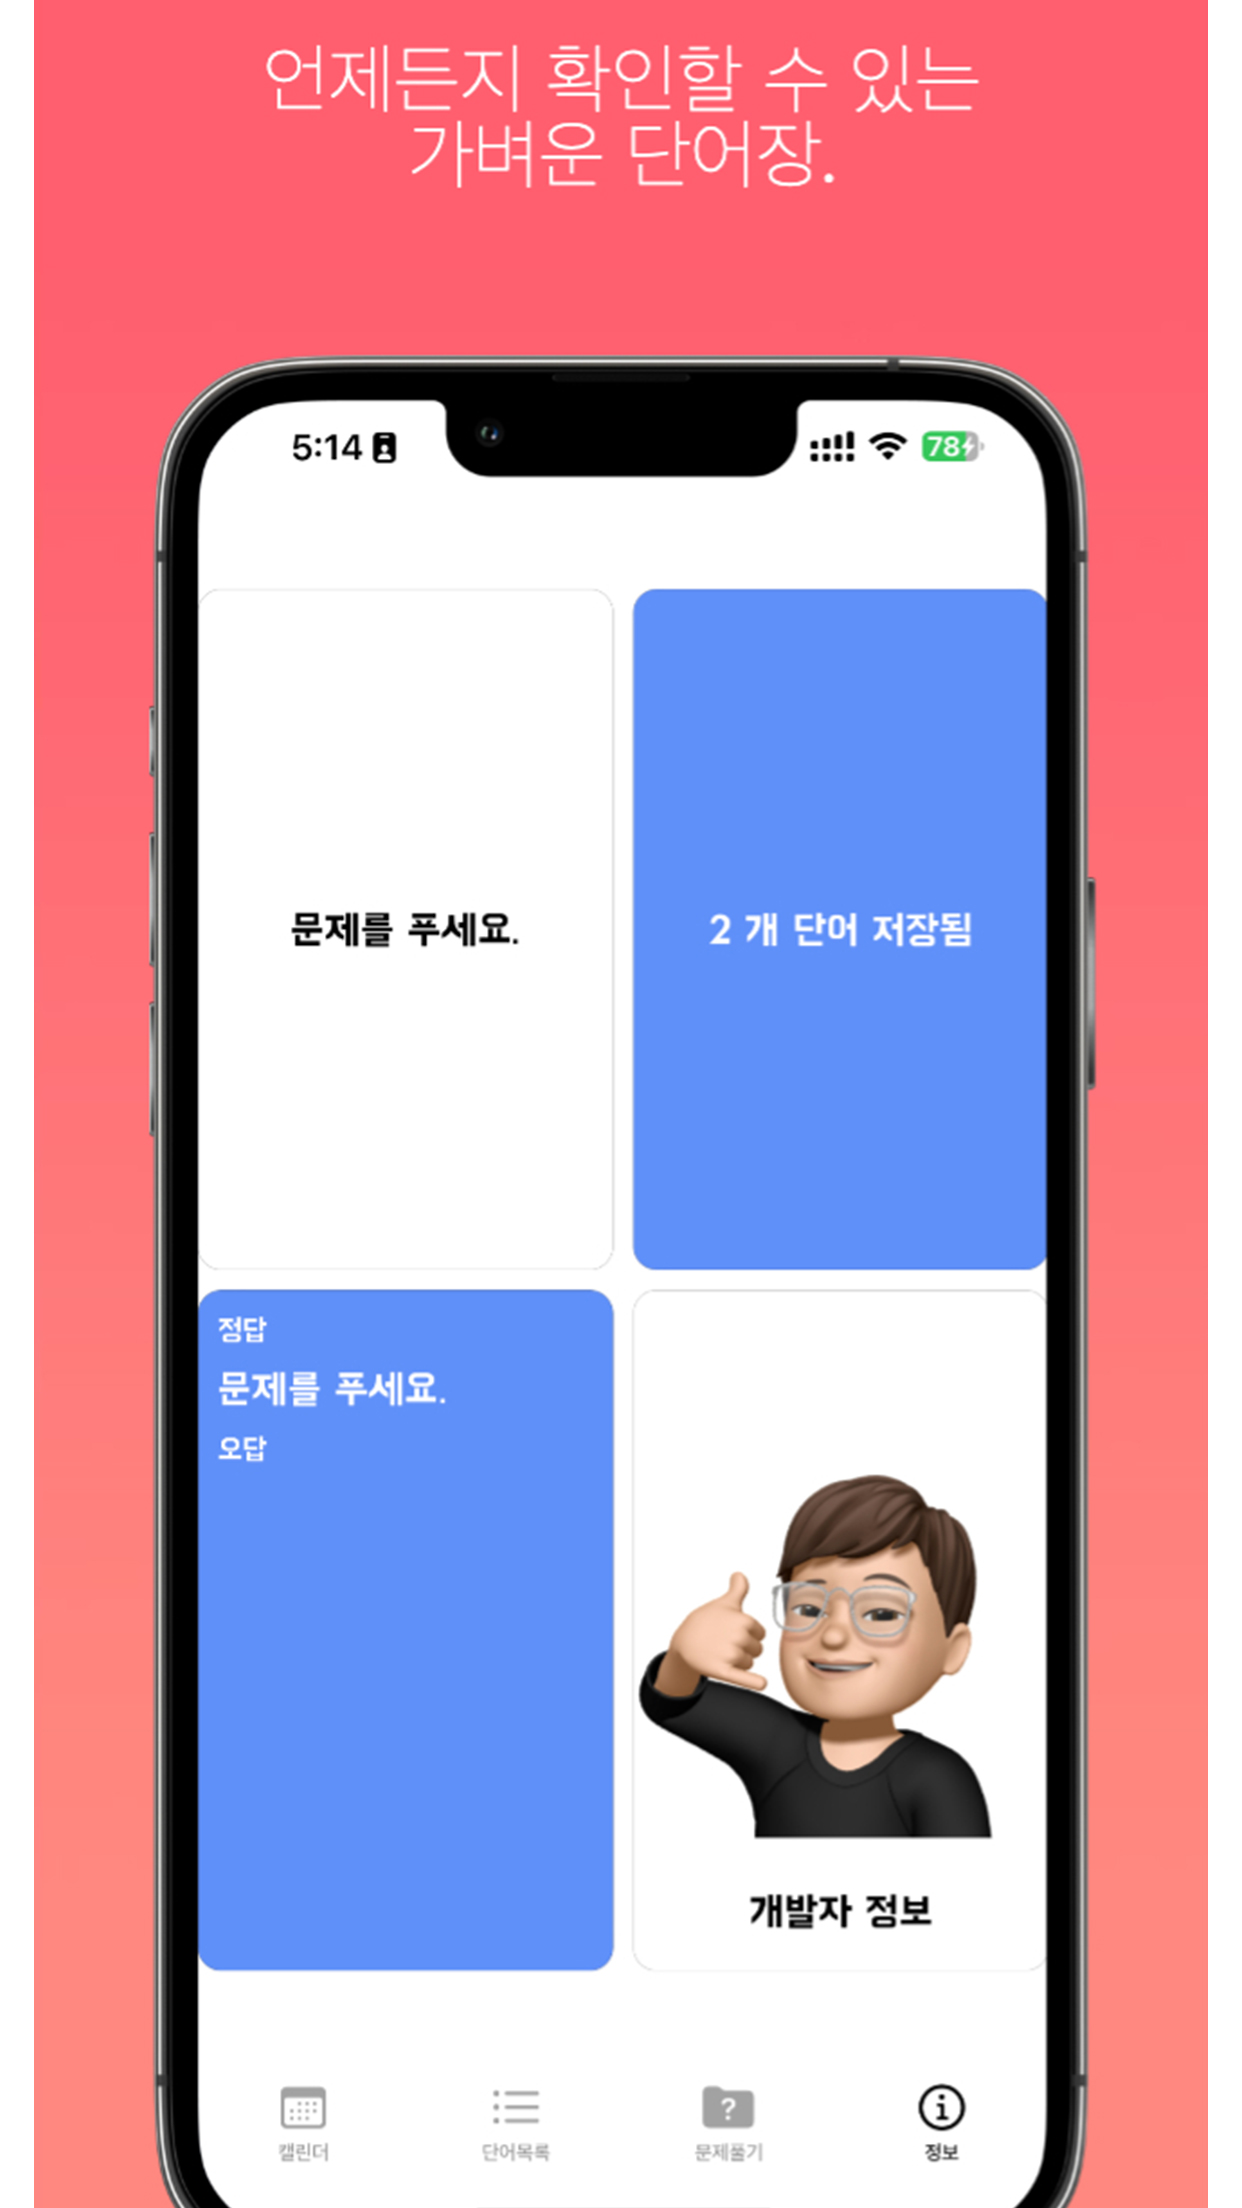 언제든지 확인할 수 있는
가벼운 단어장.
5:14
78
문제를 푸세요.
2 개 단어 저장됨
정답
문제를 푸세요.
오답
개발자 정보
?
캘린더
단어목록
문제풀기
정보